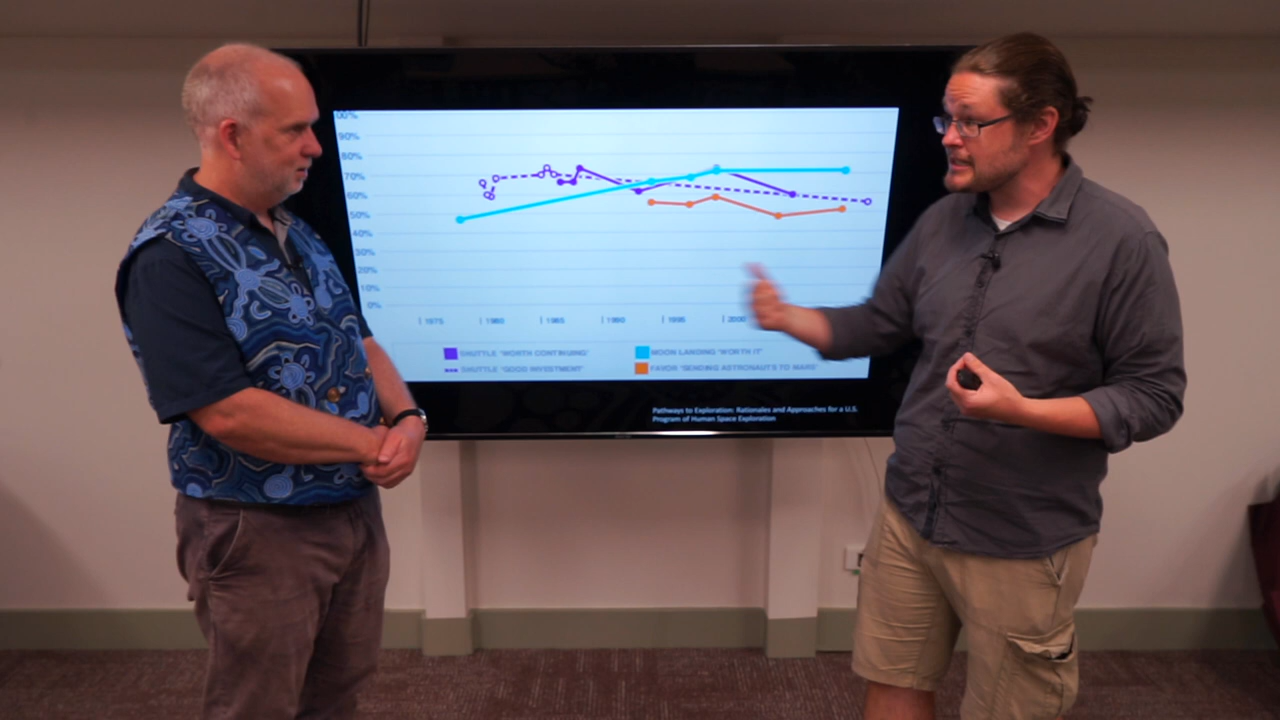 00%
90%
80%
70%
60%
50%
40%
30%
20%
10%
0%
1975 1980 1985 1990 1995 2000
SHUTTLE 'WORTH CONTINUING' MOON LANDING 'WORTH IT'
SHUTTLE 'GOOD INVESTMENT' FAVOR 'SENDING ASTRONAUTS TO MARS'
Pathways to Exploration: Rationales and Approaches for a U.S.
Program of Human Space Exploration